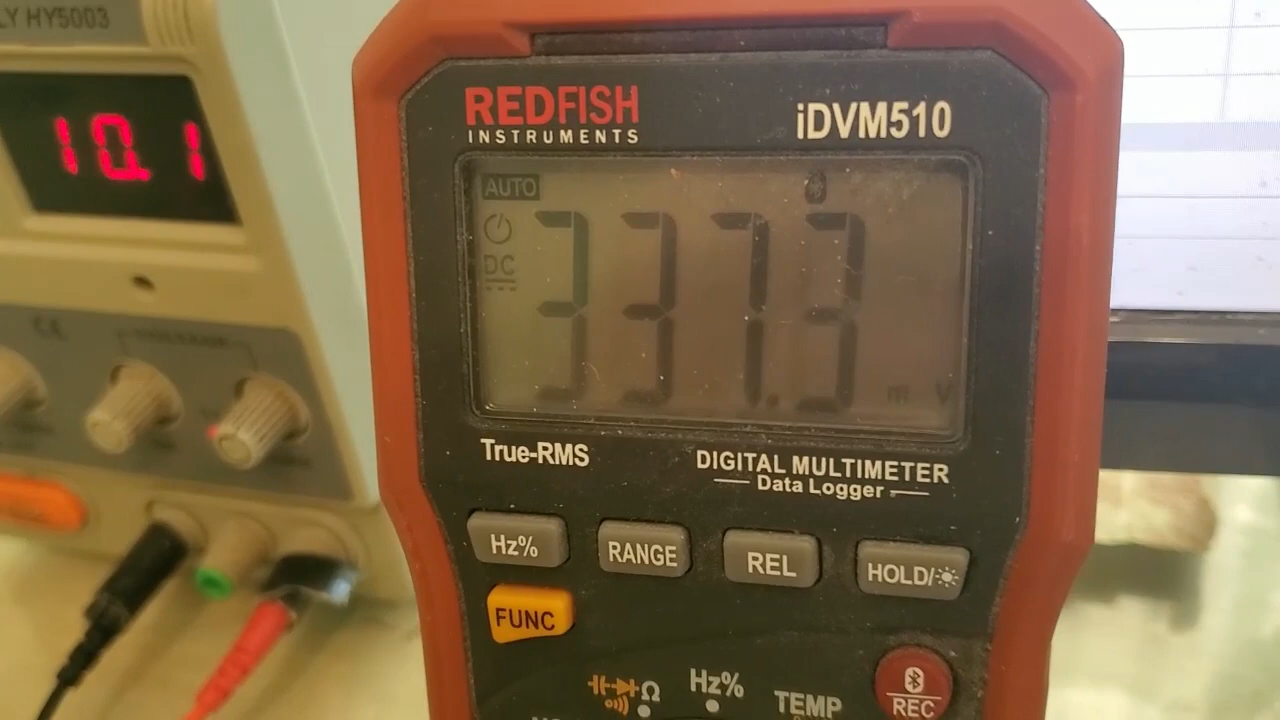 LY HY5003
10.1
REDFISH
INSTRUMENTS
iDVM510
AUTO
DC
337.3
m V
True-RMS
DIGITAL MULTIMETER
Data Logger
Hz%
RANGE
REL
HOLD/
FUNC
Ω
Hz%
TEMP
REC
CE